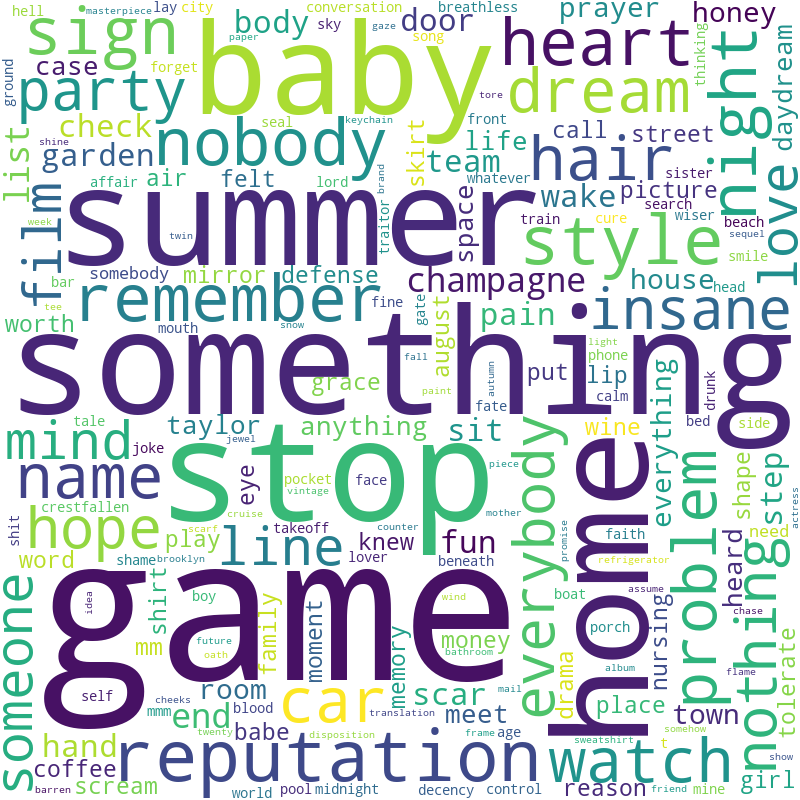 masterpiece
lay
city
conversation
breathless
prayer
honey
hell
sign
baby
body
sky
gaze
door
heart
thinking
night
daydream
paper
song
case
forget
tore
dream
ground
party
keychain
front
list
check
seal
nobody
life
call
street
shine
garden
skirt
team
hair
sister
air
felt
lord
whatever
affair
traitor
brand
space
wake
picture
search
wiser
beach
love
film
summer
train
cure
style
week
twin
sequel
smile
bar
somebody
mirror
defense
champagne
house
head
tee
remember
fine
insane
worth
mouth
snow
august
gate
pain
something
fall
light
phone
grace
paint
autumn
put
lip
calm
drunk
tale
taylor
anything
fate
sit
wine
bed
side
mind
joke
jewel
stop
everybody
everything
name
eye
pocket
face
piece
home
problem
shape
step
actress
crestfallen
vintage
mother
shit
hope
cruise
scarf
takeoff
counter
promise
faith
need
word
play
line
knew
fun
shame
brooklyn
lover
beneath
refrigerator
heard
nothing
someone
shirt
game
boat
assume
chase
idea
boy
family
moment
wind
porch
nursing
tolerate
mm
future
oath
memory
money
bathroom
drama
album
flame
self
room
car
scar
mail
place
cheeks
mmm
end
blood
translation
meet
town
twenty
babe
disposition
frame
age
sweatshirt
somehow
t
hand
reputation
watch
show
coffee
barren
scream
world
pool
midnight
decency
control
reason
friend
mine
girl